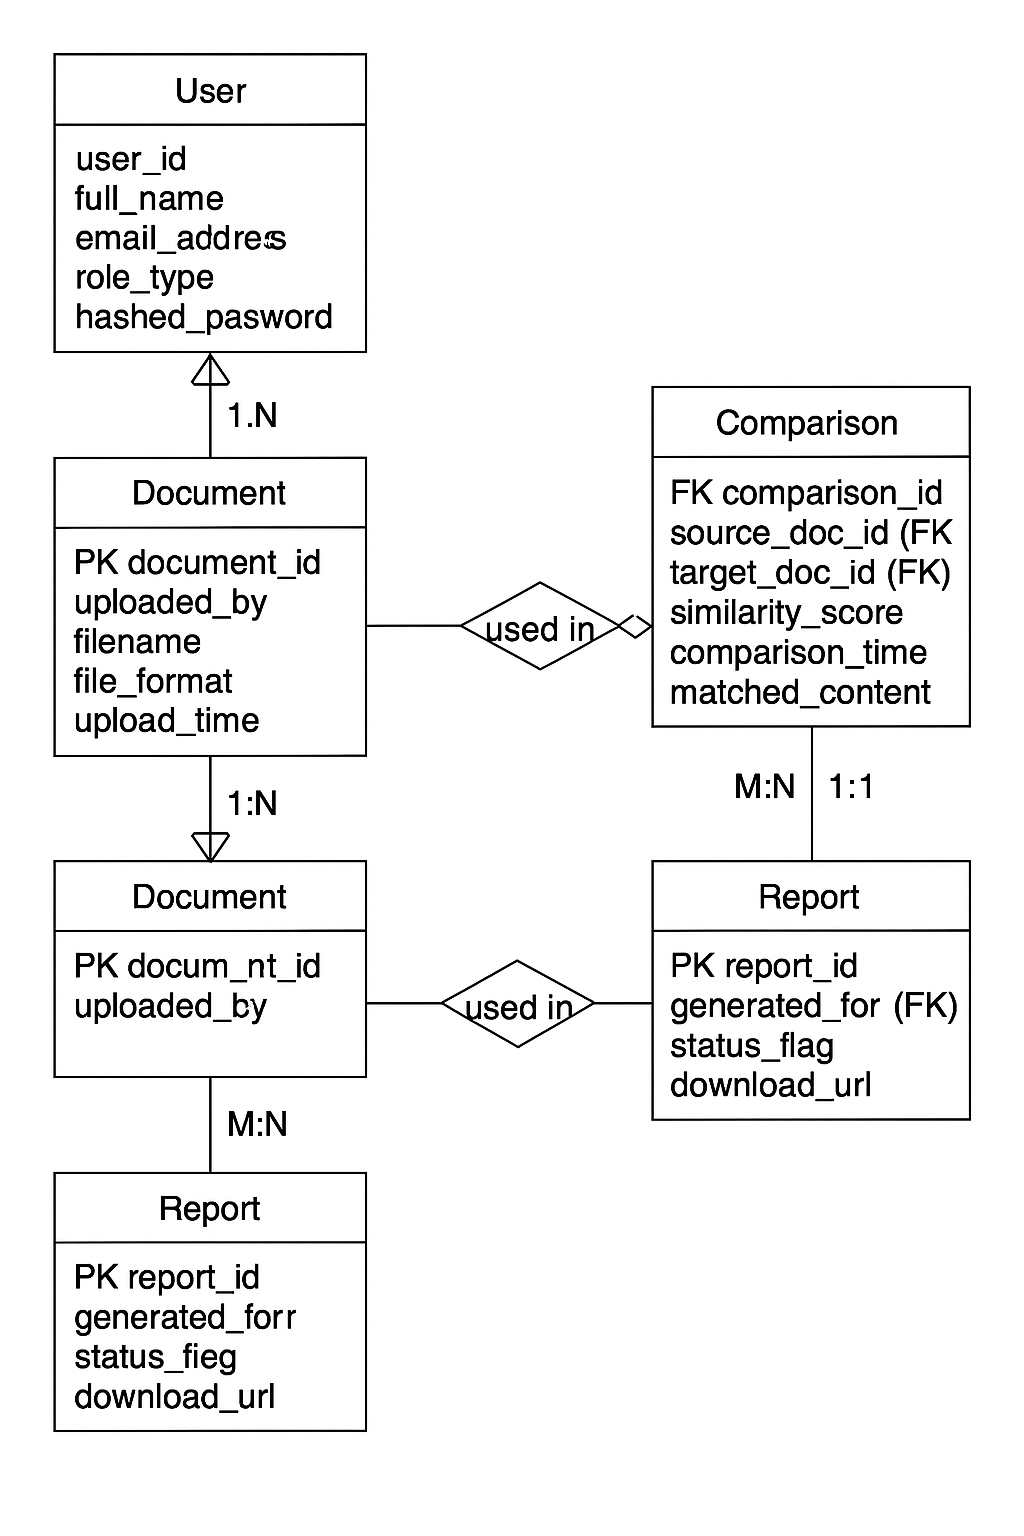 User
user_id
full_name
email_addres
role_type
hashed_pasword
1.N
Document
PK document_id
uploaded_by
filename
file_format
upload_time
used in
Comparison
FK comparison_id
source_doc_id (FK
target_doc_id (FK)
similarity_score
comparison_time
matched_content
1:N
M:N
1:1
Document
PK docum_nt_id
uploaded_by
used in
Report
PK report_id
generated_for (FK)
status_flag
download_url
M:N
Report
PK report_id
generated_forr
status_fieg
download_url